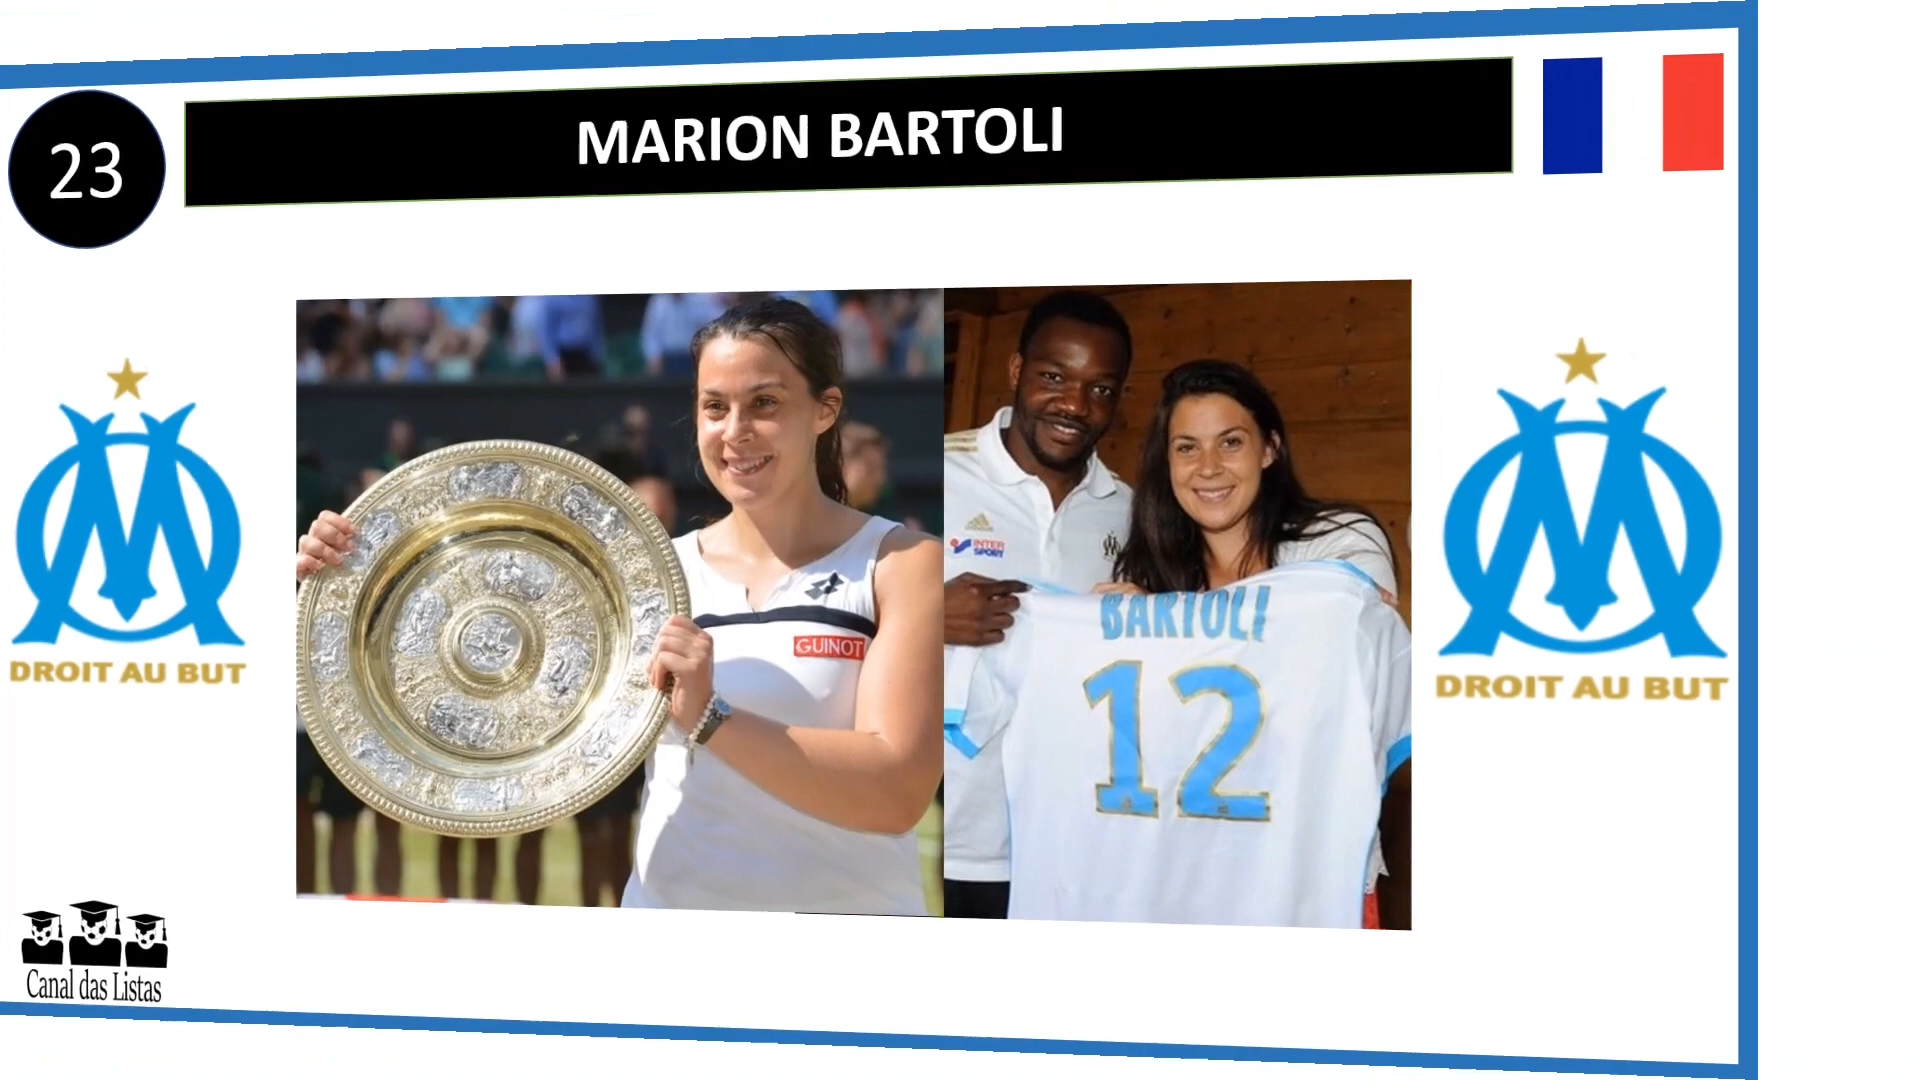 23
MARION BARTOLI
DROIT AU BUT
GUINOT
INTER
SPORT
BARTOLI
12
DROIT AU BUT
Canal das Listas